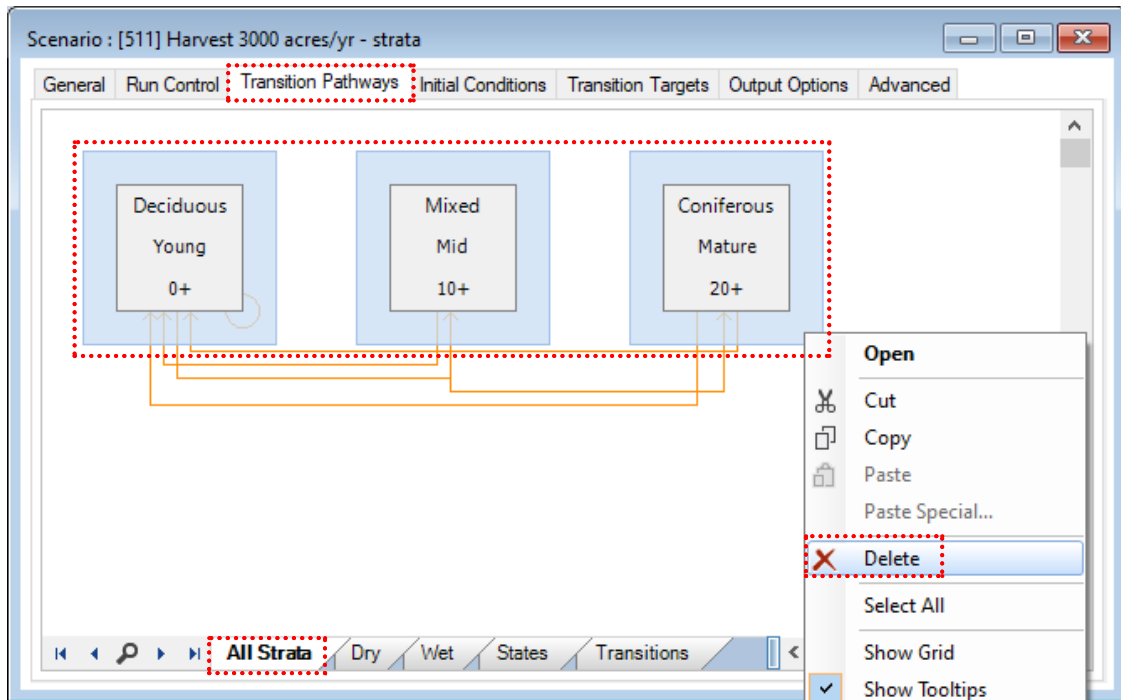 Scenario : [511] Harvest 3000 acres/yr - strata
General Run Control Transition Pathways Initial Conditions Transition Targets Output Options Advanced
Deciduous
Young
0+
Mixed
Mid
10+
Coniferous
Mature
20+
Open
Cut
Copy
Paste
Paste Special...
Delete
Select All
Show Grid
Show Tooltips
All Strata Dry Wet States Transitions